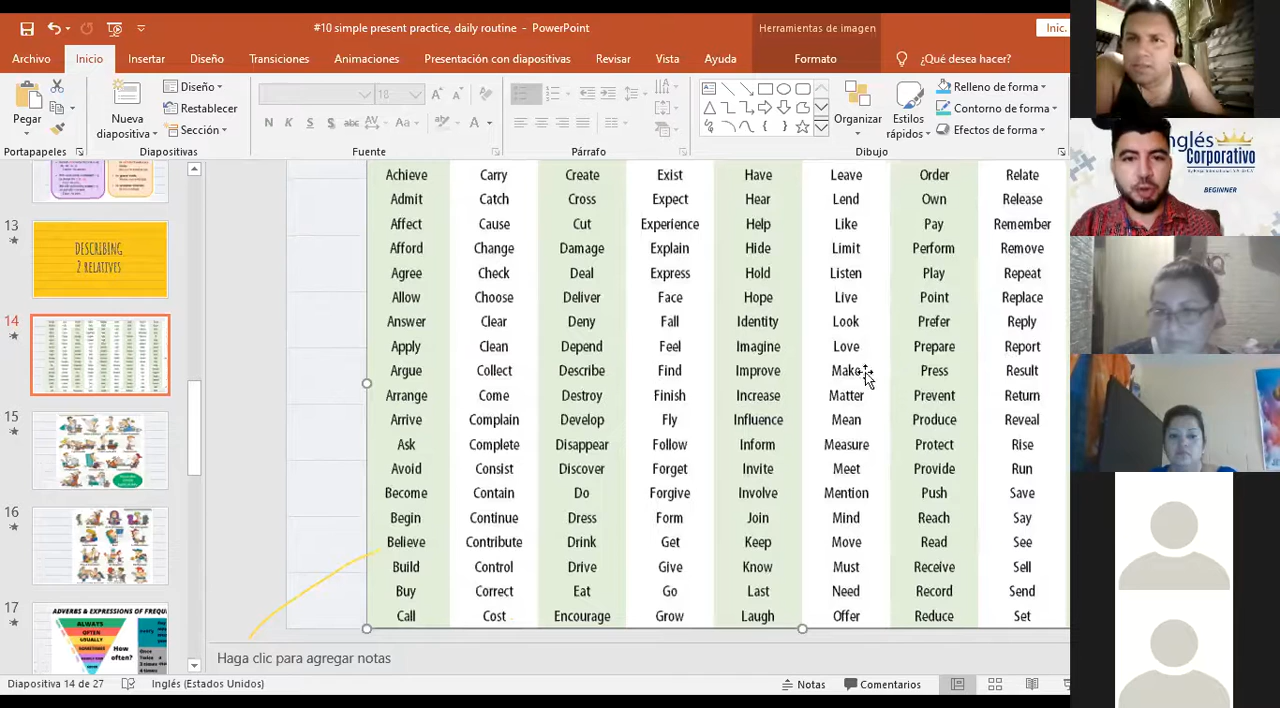 #10 simple present practice, daily routine - PowerPoint
Herramientas de imagen
Inic.
Archivo Inicio Insertar Diseño Transiciones Animaciones Presentación con diapositivas Revisar Vista Ayuda Formato ¿Qué desea hacer?
Pegar
Nueva diapositiva
Diseño
Restablecer
Sección
18
N K S S abc AV Aa A
Organizar
Estilos rápidos
Relleno de forma
Contorno de forma
Efectos de forma
Portapapeles Diapositivas Fuente Párrafo Dibujo
13
DESCRIBING
2 RELATIVES
14
15
16
17
ADVERBS & EXPRESSIONS OF FREQU
ALWAYS
OFTEN
USUALLY
SOMETIMES
How often?
Achieve Carry Create Exist Have Leave Order Relate
Admit Catch Cross Expect Hear Lend Own Release
Affect Cause Cut Experience Help Like Pay Remember
Afford Change Damage Explain Hide Limit Perform Remove
Agree Check Deal Express Hold Listen Play Repeat
Allow Choose Deliver Face Hope Live Point Replace
Answer Clear Deny Fall Identity Look Prefer Reply
Apply Clean Depend Feel Imagine Love Prepare Report
Argue Collect Describe Find Improve Make Press Result
Arrange Come Destroy Finish Increase Matter Prevent Return
Arrive Complain Develop Fly Influence Mean Produce Reveal
Ask Complete Disappear Follow Inform Measure Protect Rise
Avoid Consist Discover Forget Invite Meet Provide Run
Become Contain Do Forgive Involve Mention Push Save
Begin Continue Dress Form Join Mind Reach Say
Believe Contribute Drink Get Keep Move Read See
Build Control Drive Give Know Must Receive Sell
Buy Correct Eat Go Last Need Record Send
Call Cost Encourage Grow Laugh Offer Reduce Set
Haga clic para agregar notas
Diapositiva 14 de 27 Inglés (Estados Unidos) Notas Comentarios
nglés
Corporativo
BEGINNER